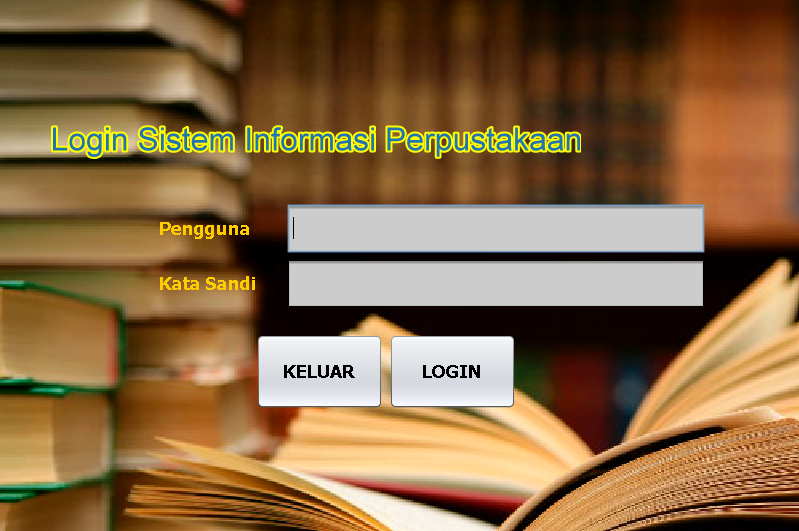 Login Sistem Informasi Perpustakaan
Pengguna
Kata Sandi
KELUAR LOGIN